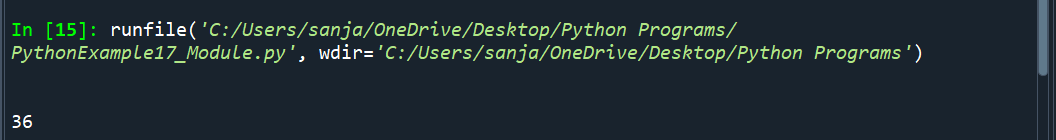 In [15]: runfile('C:/Users/sanja/OneDrive/Desktop/Python Programs/
PythonExample17_Module.py', wdir='C:/Users/sanja/OneDrive/Desktop/Python Programs')
36